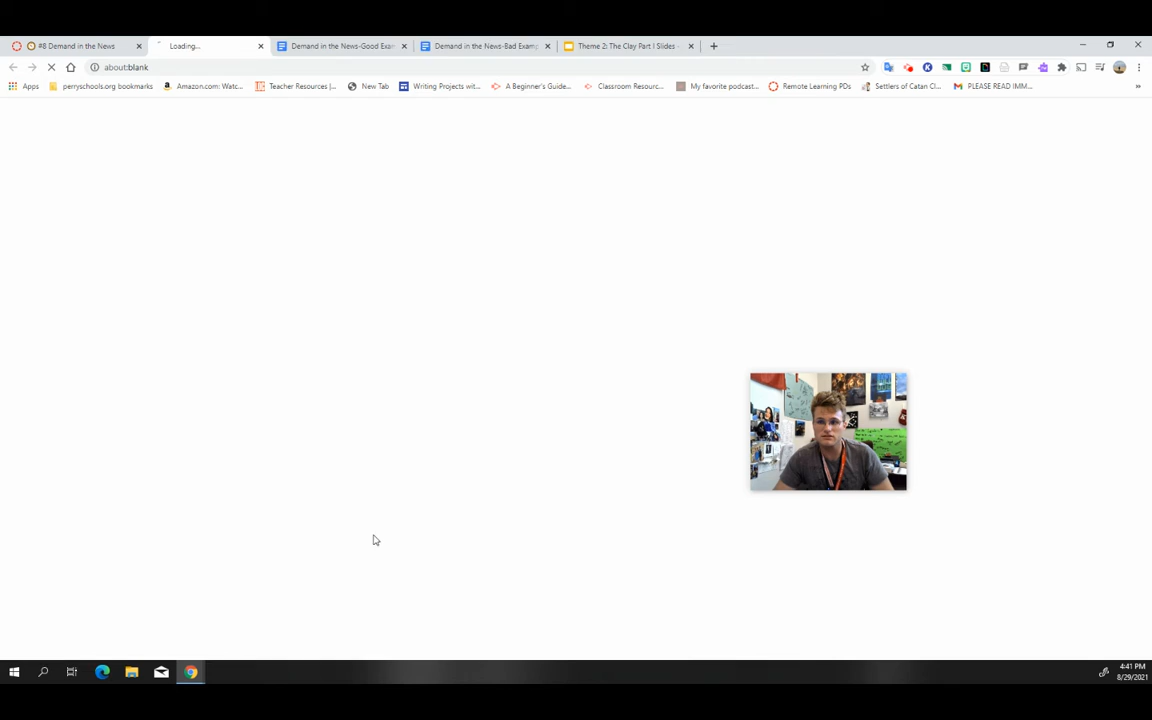 #8 Demand in the News
Loading...
Demand in the News-Good Exam
Demand in the News-Bad Examp
Theme 2: The Clay Part I Slides -
about:blank
Apps
perryschools.org bookmarks
Amazon.com: Watc...
Teacher Resources |...
New Tab
Writing Projects wit...
A Beginner's Guide...
Classroom Resourc...
My favorite podcast...
Remote Learning PDs
Settlers of Catan Cl...
PLEASE READ IMM...
4:41 PM
8/29/2021